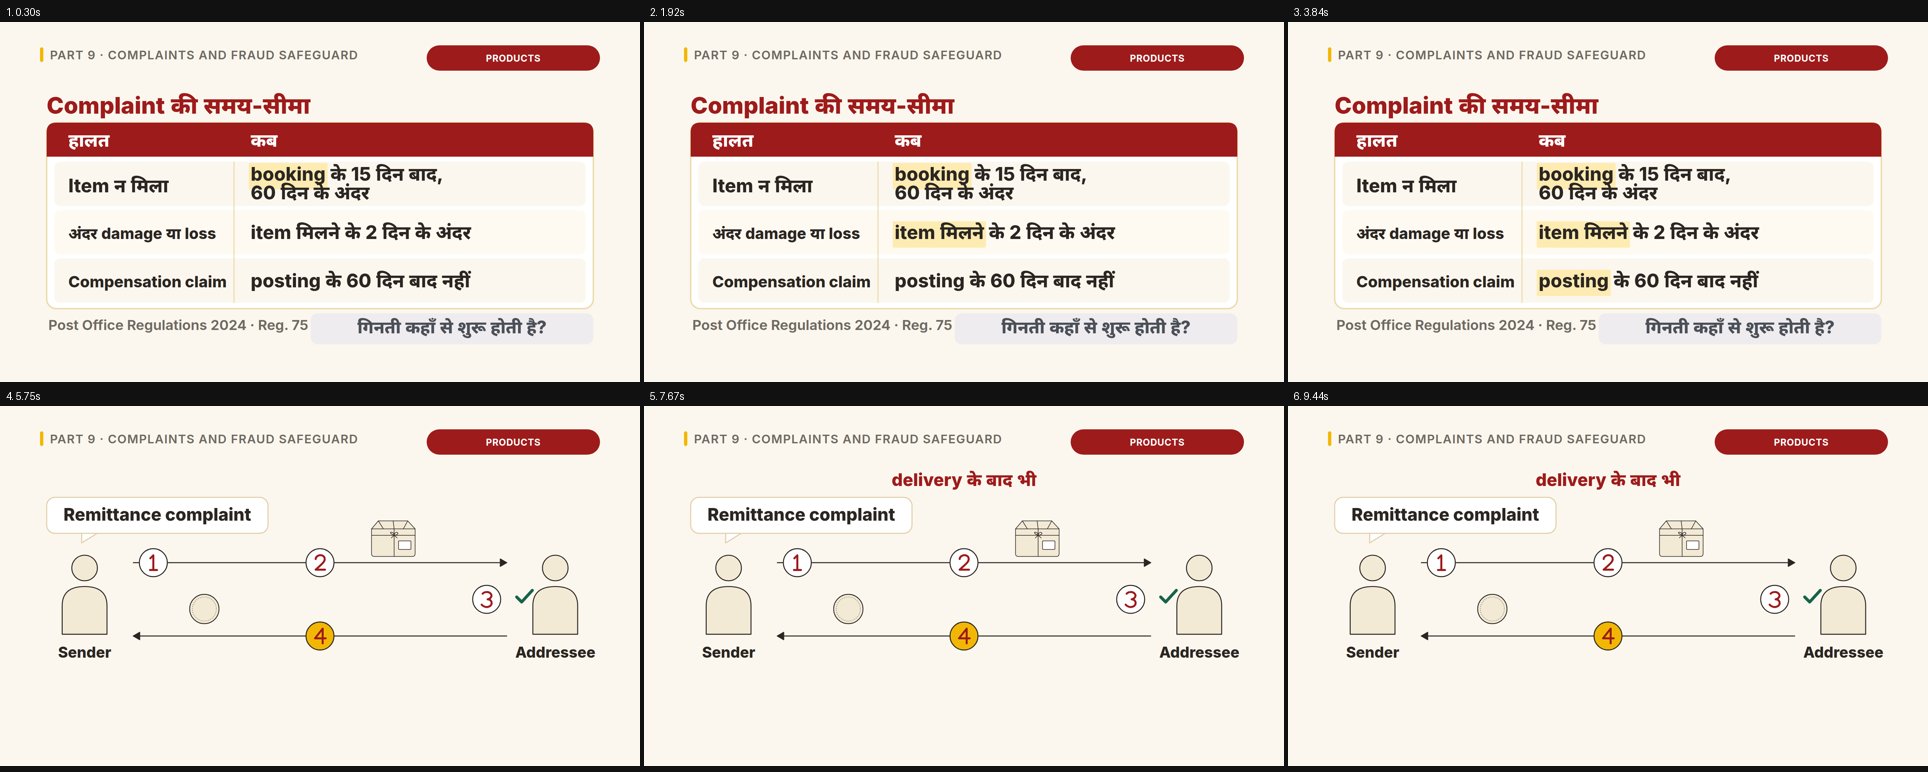 1. 0.30s
PART 9 · COMPLAINTS AND FRAUD SAFEGUARD
PRODUCTS
Complaint की समय-सीमा
हालत
कब
Item न मिला
booking के 15 दिन बाद,
60 दिन के अंदर
अंदर damage या loss
item मिलने के 2 दिन के अंदर
Compensation claim
posting के 60 दिन बाद नहीं
Post Office Regulations 2024 · Reg. 75
गिनती कहाँ से शुरू होती है?
2. 1.92s
PART 9 · COMPLAINTS AND FRAUD SAFEGUARD
PRODUCTS
Complaint की समय-सीमा
हालत
कब
Item न मिला
booking के 15 दिन बाद,
60 दिन के अंदर
अंदर damage या loss
item मिलने के 2 दिन के अंदर
Compensation claim
posting के 60 दिन बाद नहीं
Post Office Regulations 2024 · Reg. 75
गिनती कहाँ से शुरू होती है?
3. 3.84s
PART 9 · COMPLAINTS AND FRAUD SAFEGUARD
PRODUCTS
Complaint की समय-सीमा
हालत
कब
Item न मिला
booking के 15 दिन बाद,
60 दिन के अंदर
अंदर damage या loss
item मिलने के 2 दिन के अंदर
Compensation claim
posting के 60 दिन बाद नहीं
Post Office Regulations 2024 · Reg. 75
गिनती कहाँ से शुरू होती है?
4. 5.75s
PART 9 · COMPLAINTS AND FRAUD SAFEGUARD
PRODUCTS
Remittance complaint
1
2
3
4
Sender
Addressee
5. 7.67s
PART 9 · COMPLAINTS AND FRAUD SAFEGUARD
PRODUCTS
delivery के बाद भी
Remittance complaint
1
2
3
4
Sender
Addressee
6. 9.44s
PART 9 · COMPLAINTS AND FRAUD SAFEGUARD
PRODUCTS
delivery के बाद भी
Remittance complaint
1
2
3
4
Sender
Addressee